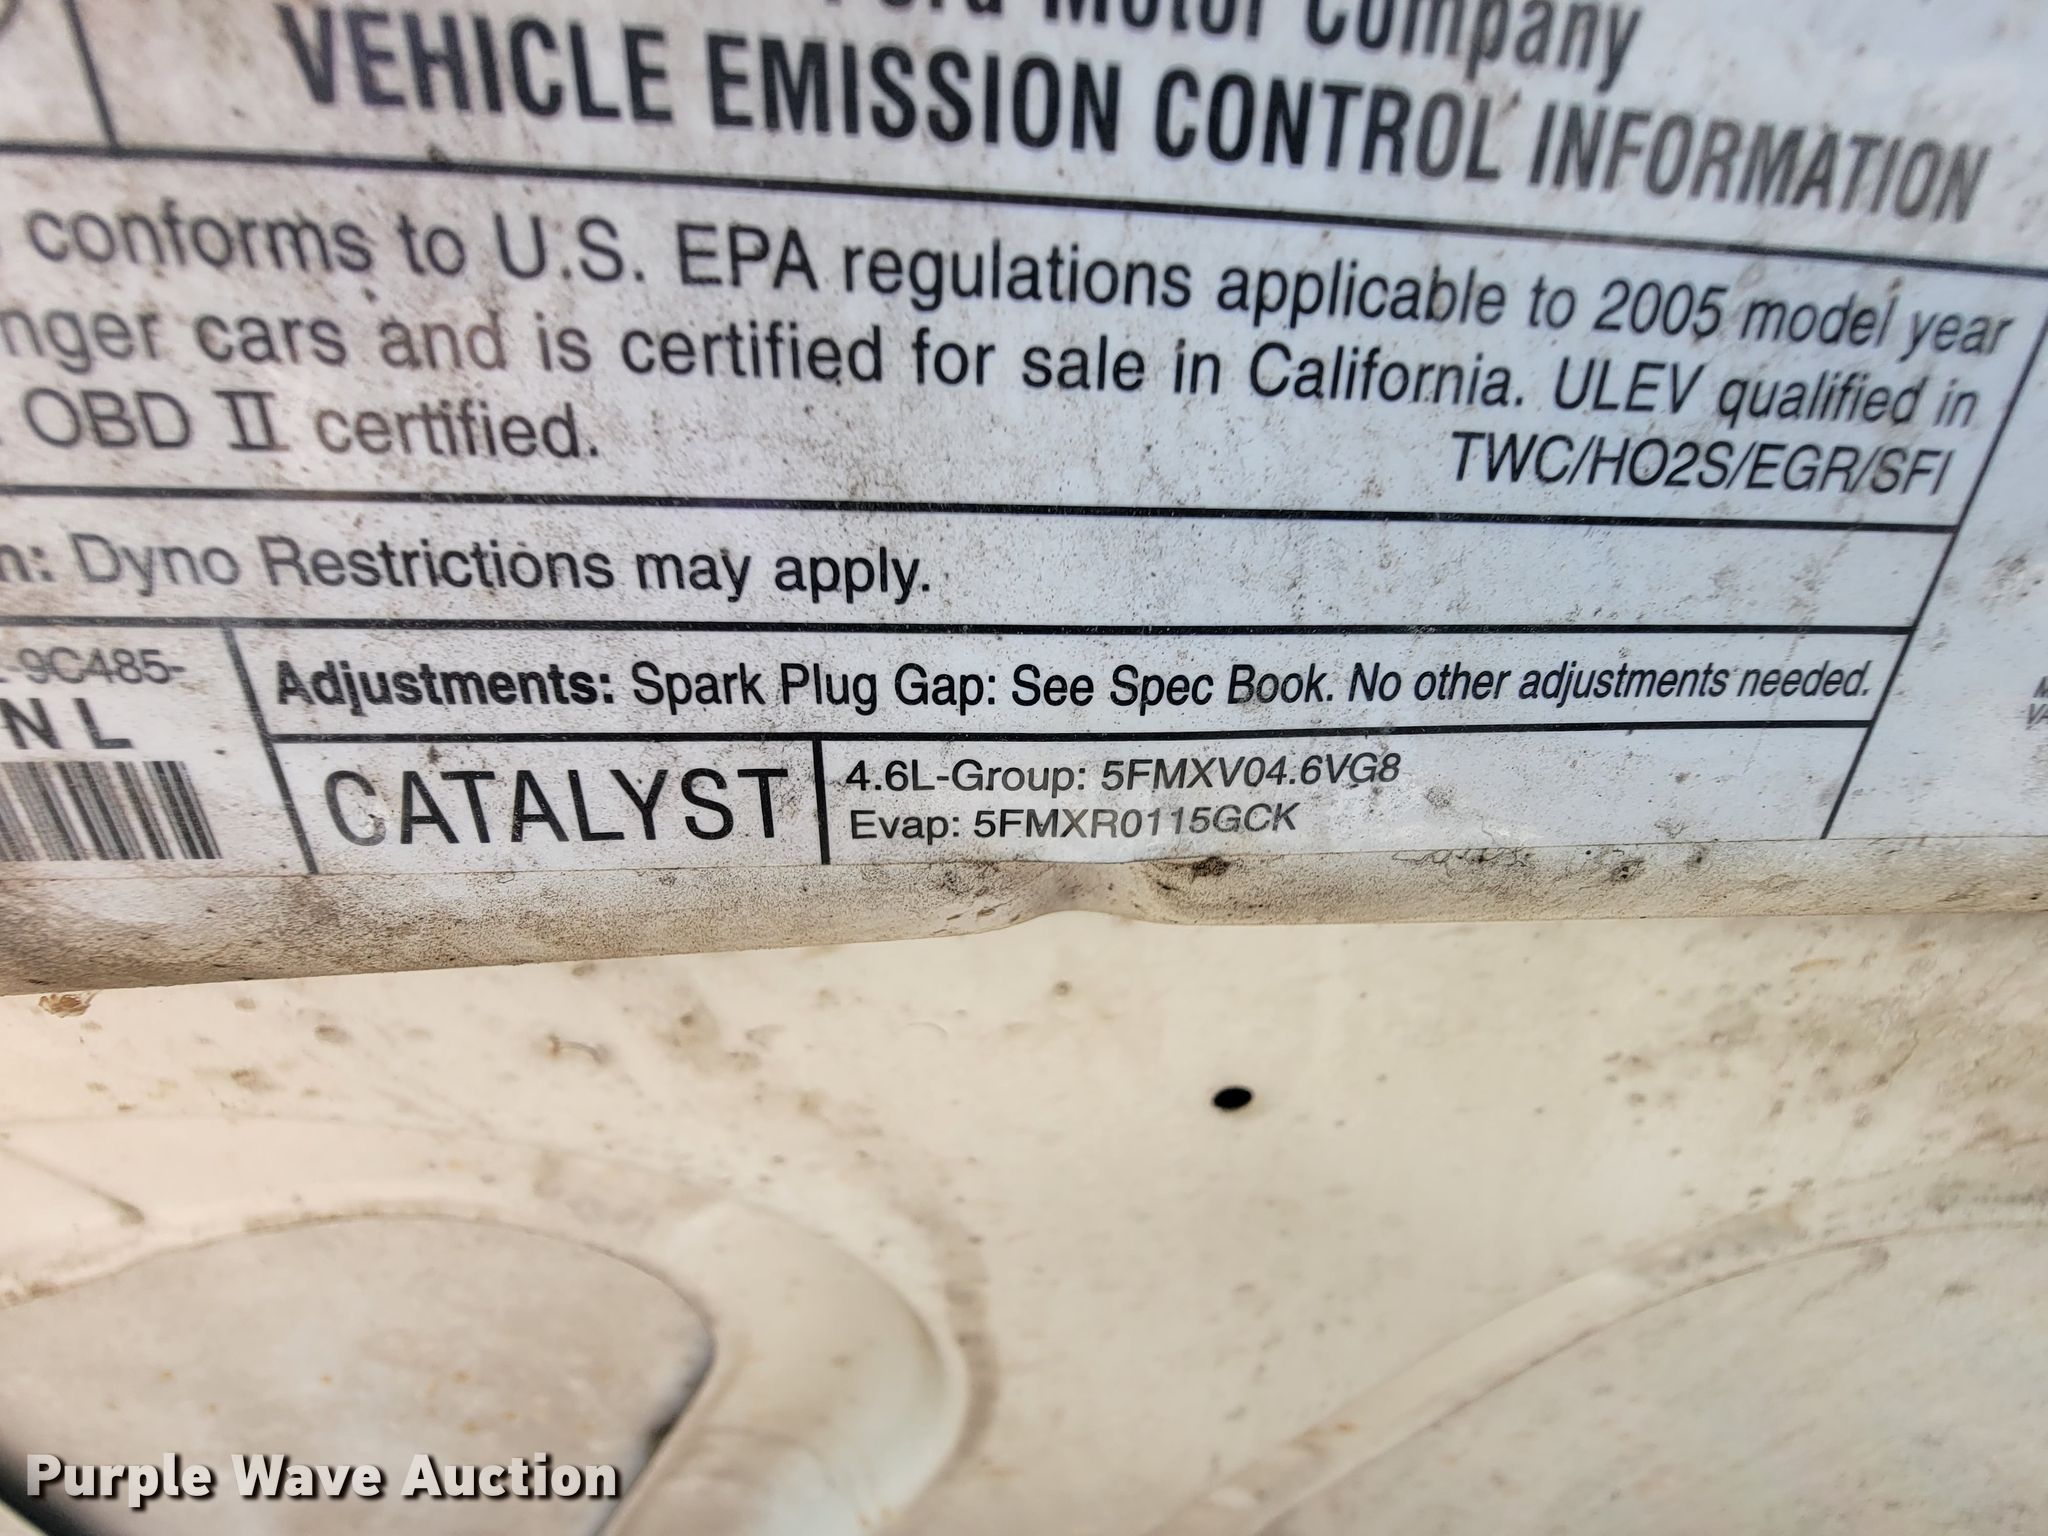 Ford Motor Company
VEHICLE EMISSION CONTROL INFORMATION
conforms to U.S. EPA regulations applicable to 2005 model year
nger cars and is certified for sale in California. ULEV qualified in
OBD II certified.
TWC/HO2S/EGR/SFI
n: Dyno Restrictions may apply.
-9C485-
NL
Adjustments: Spark Plug Gap: See Spec Book. No other adjustments needed.
CATALYST
4.6L-Group: 5FMXV04.6VG8
Evap: 5FMXR0115GCK
Purple Wave Auction